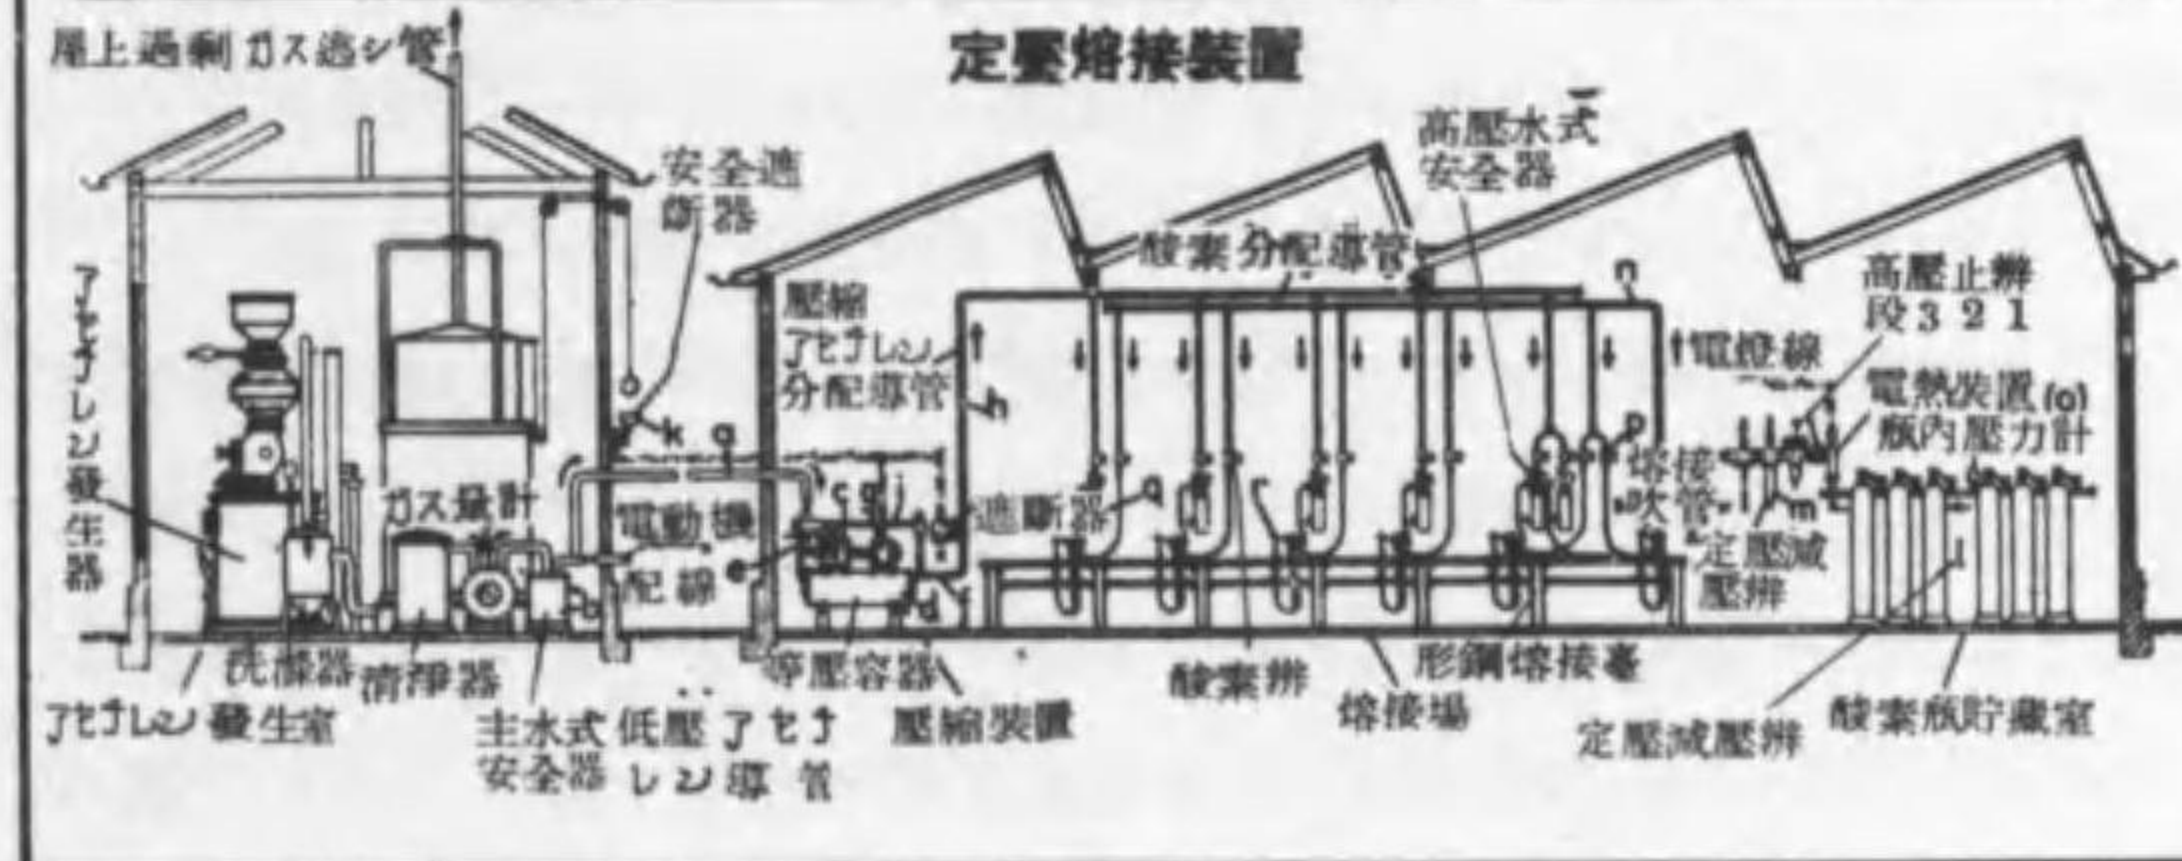 定壓熔接裝置
屋上過剩ガス逃シ管
安全遮
斷器
高壓水式
安全器
酸素分配導管
アセチレン發生器
壓縮
アセチレン
分配導管
h
n
高壓止辨
段321
電燈線
電熱裝置(o)
瓶内壓力計
k
a
p
熔接
吹管
ガス量計
電動機
配線
e
c g i
遮斷器
q
r
m
定壓減
壓辨
l
b
d
f
洗滌器
清淨器
アセチレン發生室
主水式
安全器
低壓アセチ
レン導管
等壓容器
壓縮裝置
酸素辨
熔接場
形鋼熔接臺
定壓減壓辨
酸素瓶貯藏室